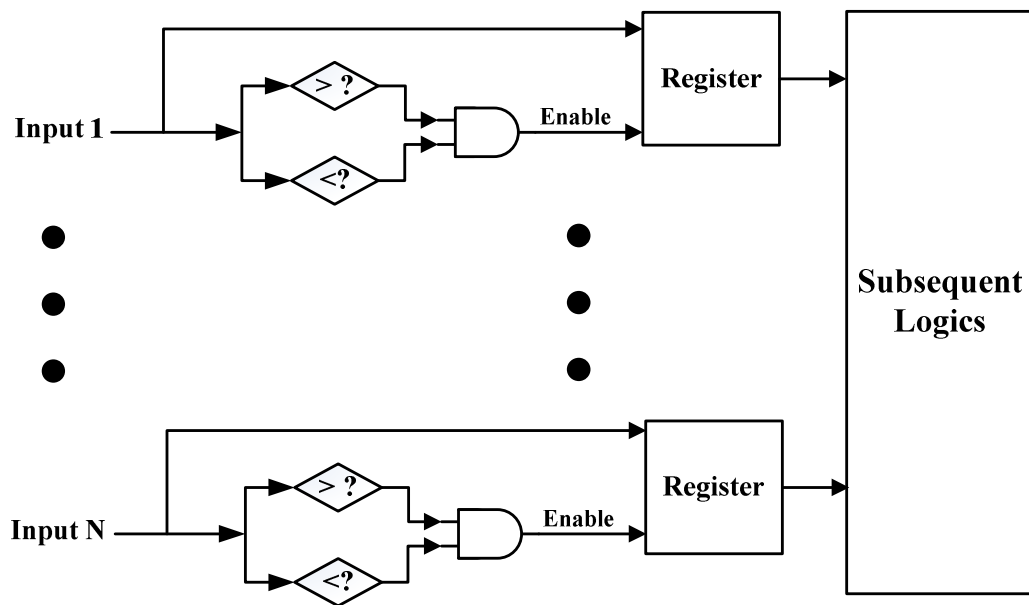 > ?
Register
Input 1
Enable
<?
Subsequent
Logics
> ?
Register
Input N
Enable
<?